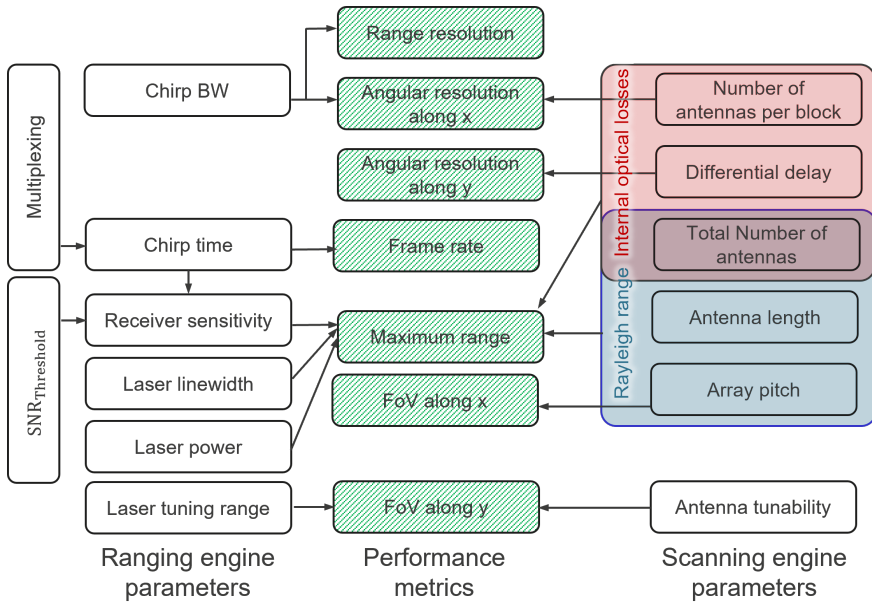 Multiplexing
SNRThreshold
Chirp BW
Chirp time
Receiver sensitivity
Laser linewidth
Laser power
Laser tuning range
Ranging engine
parameters
Range resolution
Angular resolution
along x
Angular resolution
along y
Frame rate
Maximum range
FoV along x
FoV along y
Performance
metrics
Internal optical losses
Rayleigh range
Number of
antennas per block
Differential delay
Total Number of
antennas
Antenna length
Array pitch
Antenna tunability
Scanning engine
parameters